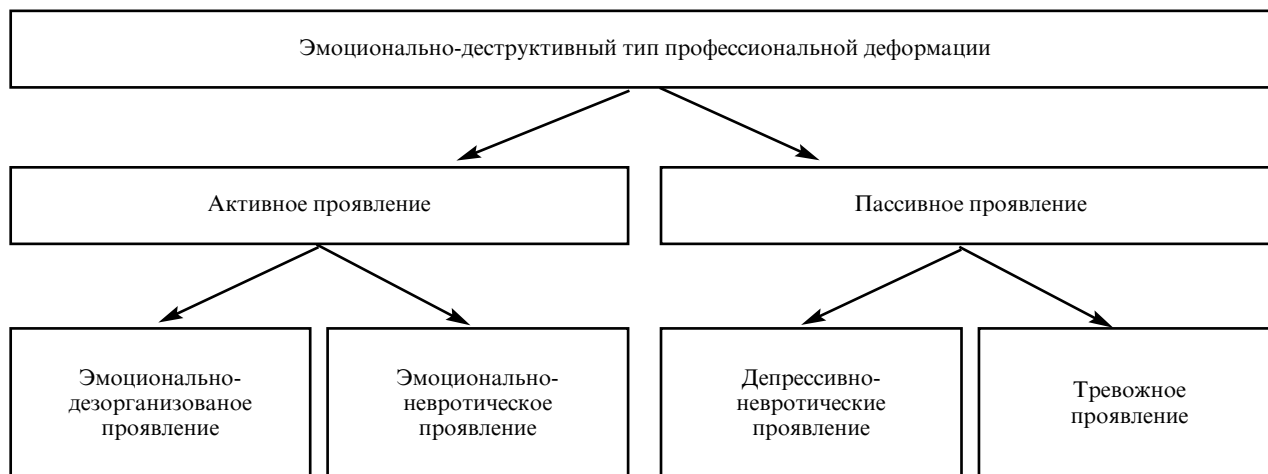 Эмоционально-деструктивный тип профессиональной деформации
Активное проявление
Пассивное проявление
Эмоционально-
дезорганизованое
проявление
Эмоционально-
невротическое
проявление
Депрессивно-
невротические
проявление
Тревожное
проявление